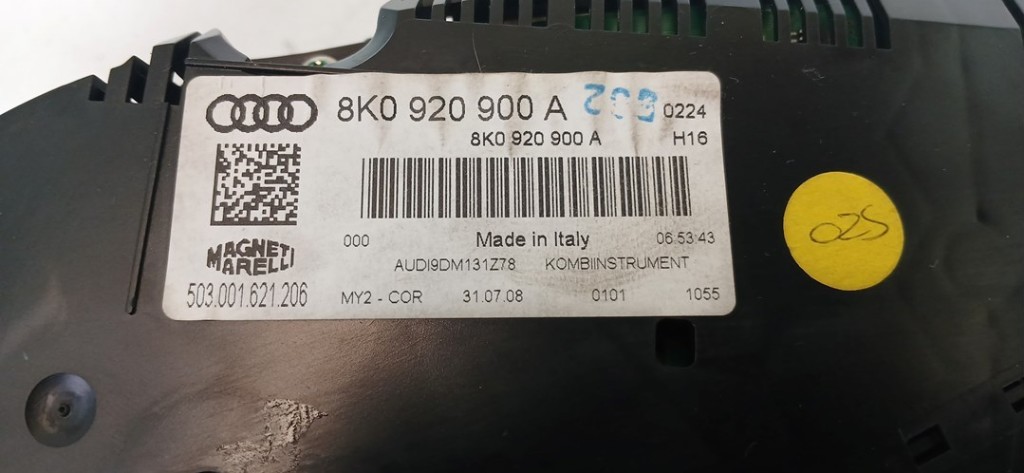 8K0 920 900 A 0224
8K0 920 900 A H16
000 Made in Italy 06:53:43
MAGNETI
MARELLI
AUDI9DM131Z78 KOMBIINSTRUMENT
503.001.621.206
MY2 - COR 31.07.08 0101 1055
025